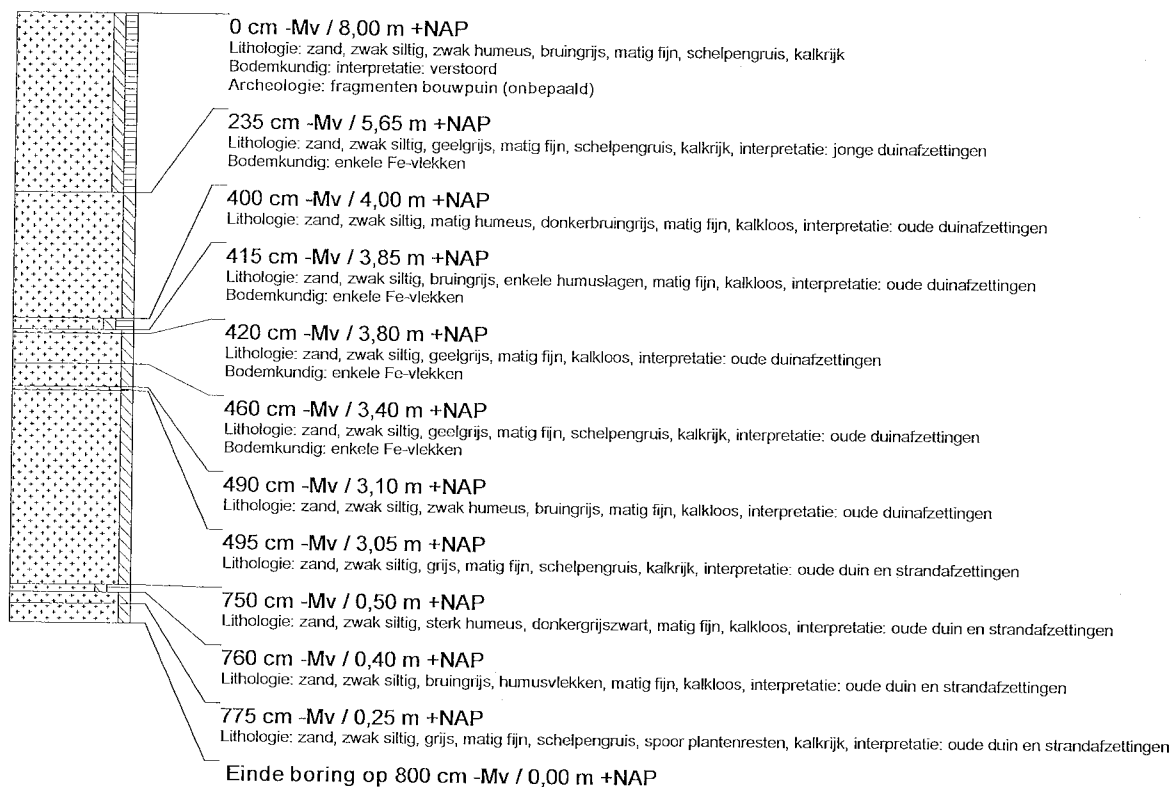 0 cm -Mv / 8,00 m +NAP
Lithologie: zand, zwak siltig, zwak humeus, bruingrijs, matig fijn, schelpengruis, kalkrijk
Bodemkundig: interpretatie: verstoord
Archeologie: fragmenten bouwpuin (onbepaald)
235 cm -Mv / 5,65 m +NAP
Lithologie: zand, zwak siltig, geelgrijs, matig fijn, schelpengruis, kalkrijk, interpretatie: jonge duinafzettingen
Bodemkundig: enkele Fe-vlekken
400 cm -Mv / 4,00 m +NAP
Lithologie: zand, zwak siltig, matig humeus, donkerbruingrijs, matig fijn, kalkloos, interpretatie: oude duinafzettingen
415 cm -Mv / 3,85 m +NAP
Lithologie: zand, zwak siltig, bruingrijs, enkele humuslagen, matig fijn, kalkloos, interpretatie: oude duinafzettingen
Bodemkundig: enkele Fe-vlekken
420 cm -Mv / 3,80 m +NAP
Lithologie: zand, zwak siltig, geelgrijs, matig fijn, kalkloos, interpretatie: oude duinafzettingen
Bodemkundig: enkele Fe-vlekken
460 cm -Mv / 3,40 m +NAP
Lithologie: zand, zwak siltig, geelgrijs, matig fijn, schelpengruis, kalkrijk, interpretatie: oude duinafzettingen
Bodemkundig: enkele Fe-vlekken
490 cm -Mv / 3,10 m +NAP
Lithologie: zand, zwak siltig, zwak humeus, bruingrijs, matig fijn, kalkloos, interpretatie: oude duinafzettingen
495 cm -Mv / 3,05 m +NAP
Lithologie: zand, zwak siltig, grijs, matig fijn, schelpengruis, kalkrijk, interpretatie: oude duin en strandafzettingen
750 cm -Mv / 0,50 m +NAP
Lithologie: zand, zwak siltig, sterk humeus, donkergrijszwart, matig fijn, kalkloos, interpretatie: oude duin en strandafzettingen
760 cm -Mv / 0,40 m +NAP
Lithologie: zand, zwak siltig, bruingrijs, humusvlekken, matig fijn, kalkloos, interpretatie: oude duin en strandafzettingen
775 cm -Mv / 0,25 m +NAP
Lithologie: zand, zwak siltig, grijs, matig fijn, schelpengruis, spoor plantenresten, kalkrijk, interpretatie: oude duin en strandafzettingen
Einde boring op 800 cm -Mv / 0,00 m +NAP